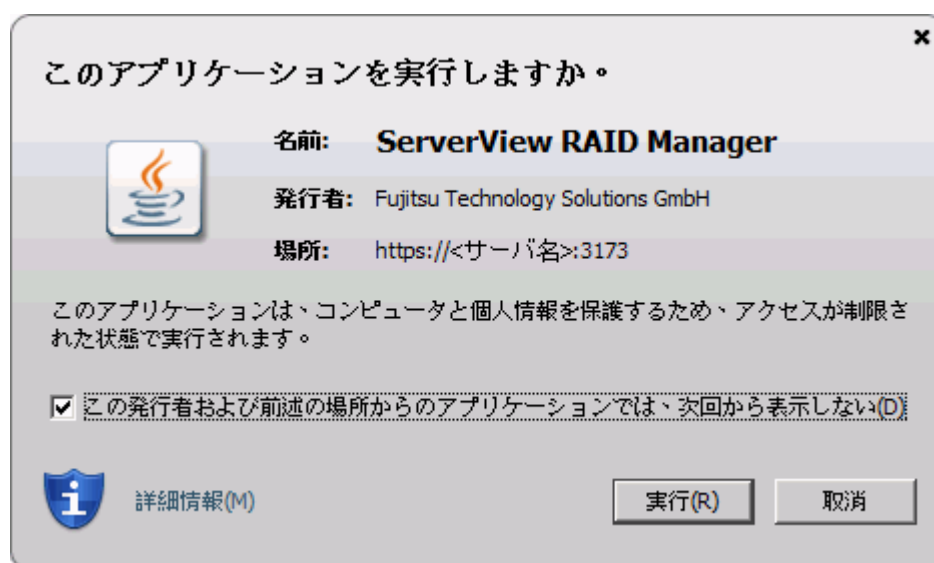 このアプリケーションを実行しますか。
名前: ServerView RAID Manager
発行者: Fujitsu Technology Solutions GmbH
場所: https://<サーバ名>:3173
このアプリケーションは、コンピュータと個人情報を保護するため、アクセスが制限さ
れた状態で実行されます。
この発行者および前述の場所からのアプリケーションでは、次回から表示しない(D)
詳細情報(M)
実行(R) 取消